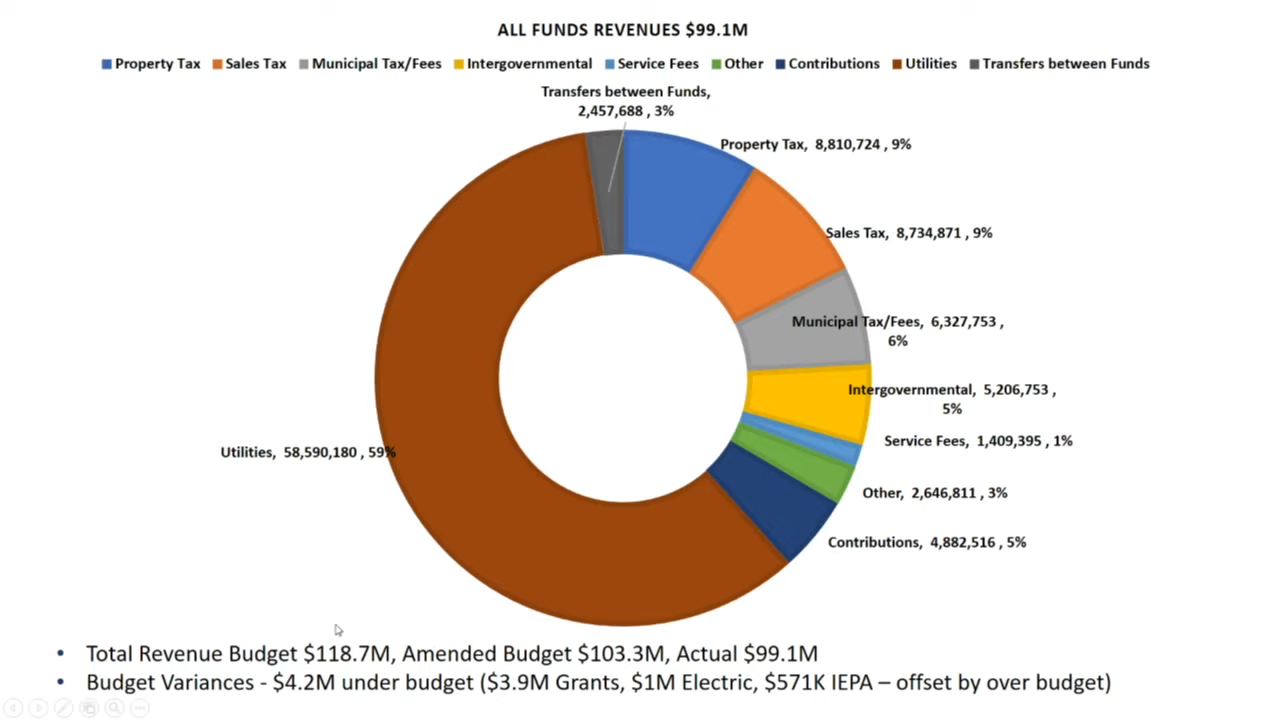 ALL FUNDS REVENUES $99.1M
Property Tax Sales Tax Municipal Tax/Fees Intergovernmental Service Fees Other Contributions Utilities Transfers between Funds
Transfers between Funds,
2,457,688 , 3%
Property Tax, 8,810,724 , 9%
Sales Tax, 8,734,871 , 9%
Municipal Tax/Fees, 6,327,753 ,
6%
Intergovernmental, 5,206,753 ,
5%
Service Fees, 1,409,395 , 1%
Utilities, 58,590,180 , 59%
Other, 2,646,811 , 3%
Contributions, 4,882,516 , 5%
• Total Revenue Budget $118.7M, Amended Budget $103.3M, Actual $99.1M
• Budget Variances - $4.2M under budget ($3.9M Grants, $1M Electric, $571K IEPA – offset by over budget)